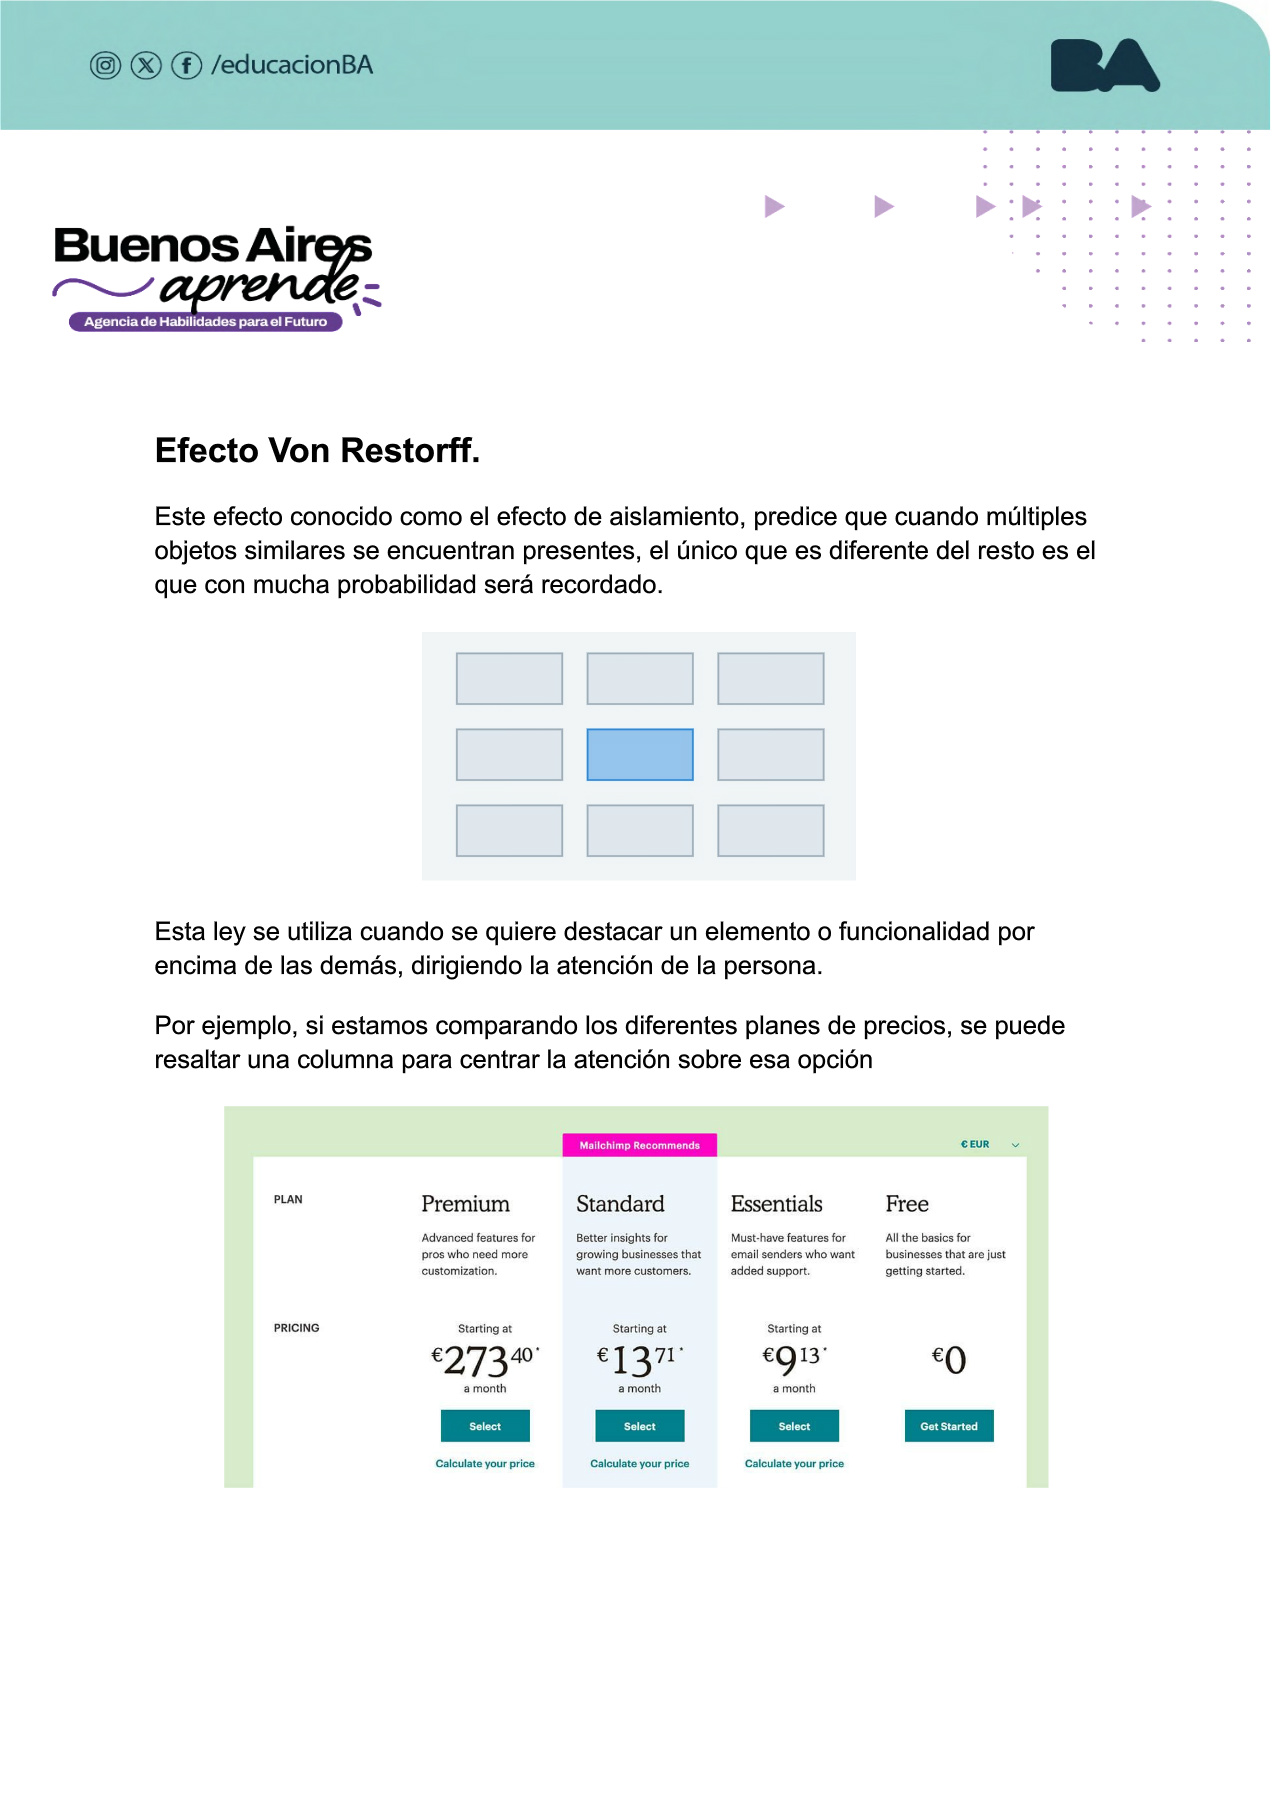 /educacionBA
BA
Buenos Aires
aprende
Agencia de Habilidades para el Futuro
Efecto Von Restorff.
Este efecto conocido como el efecto de aislamiento, predice que cuando múltiples
objetos similares se encuentran presentes, el único que es diferente del resto es el
que con mucha probabilidad será recordado.
Esta ley se utiliza cuando se quiere destacar un elemento o funcionalidad por
encima de las demás, dirigiendo la atención de la persona.
Por ejemplo, si estamos comparando los diferentes planes de precios, se puede
resaltar una columna para centrar la atención sobre esa opción
Mailchimp Recommends
€ EUR
PLAN
Premium
Advanced features for
pros who need more
customization.
Standard
Better insights for
growing businesses that
want more customers.
Essentials
Must-have features for
email senders who want
added support.
Free
All the basics for
businesses that are just
getting started.
PRICING
Starting at
€273 40*
a month
Select
Calculate your price
Starting at
€13 71*
a month
Select
Calculate your price
Starting at
€9 13*
a month
Select
Calculate your price
€0
Get Started